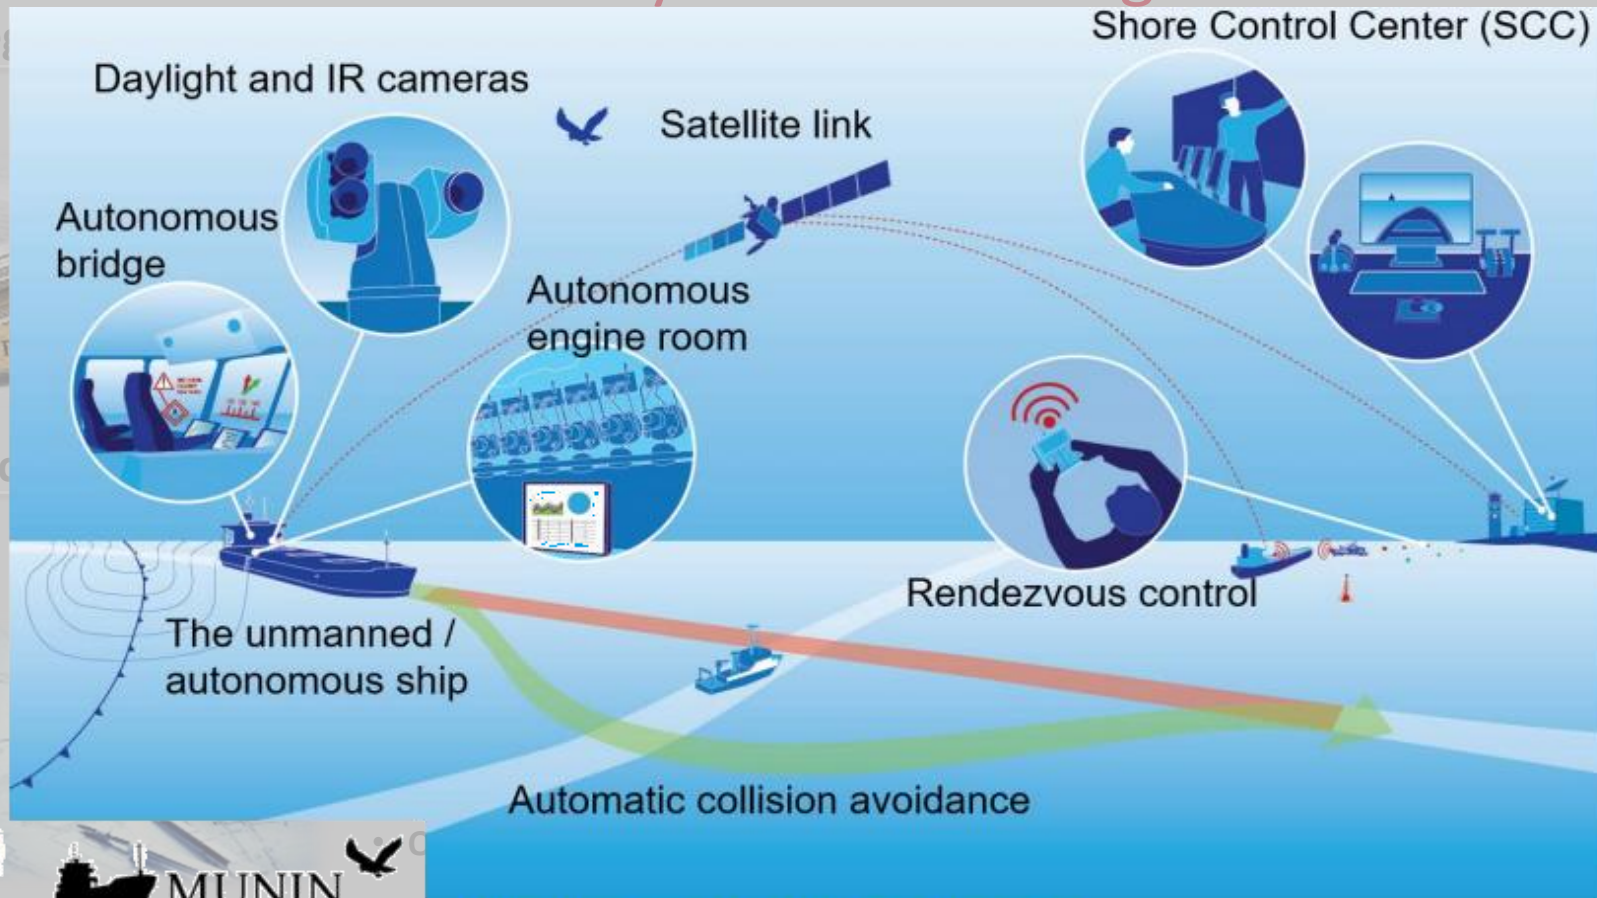 Shore Control Center (SCC)
Daylight and IR cameras
Satellite link
Autonomous
bridge
Autonomous
engine room
Rendezvous control
The unmanned /
autonomous ship
Automatic collision avoidance
MUNIN